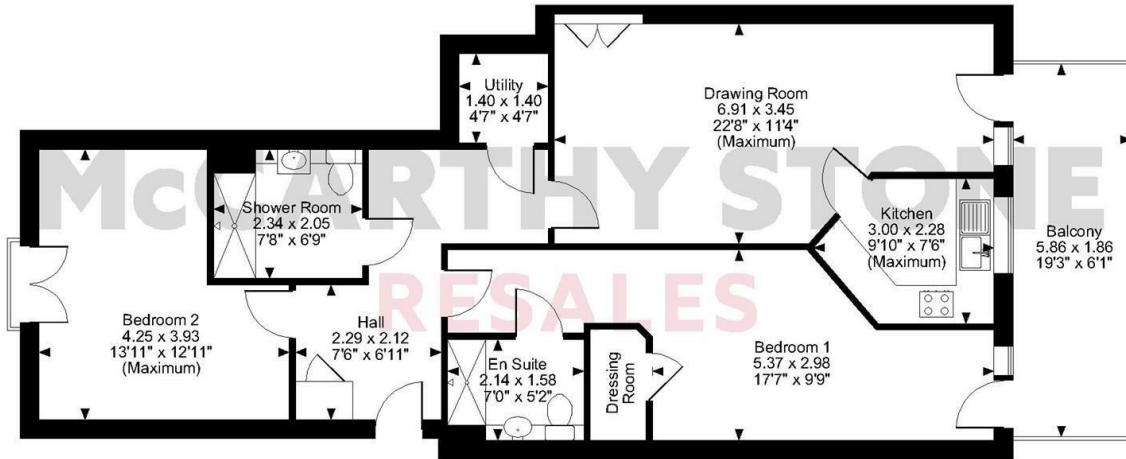 Utility
1.40 x 1.40
4'7" x 4'7"
Drawing Room
6.91 x 3.45
22'8" x 11'4"
(Maximum)
McCARTHY STONE
RESALES
Shower Room
2.34 x 2.05
7'8" x 6'9"
Kitchen
3.00 x 2.28
9'10" x 7'6"
(Maximum)
Balcony
5.86 x 1.86
19'3" x 6'1"
Bedroom 2
4.25 x 3.93
13'11" x 12'11"
(Maximum)
Hall
2.29 x 2.12
7'6" x 6'11"
En Suite
2.14 x 1.58
7'0" x 5'2"
Dressing
Room
Bedroom 1
5.37 x 2.98
17'7" x 9'9"